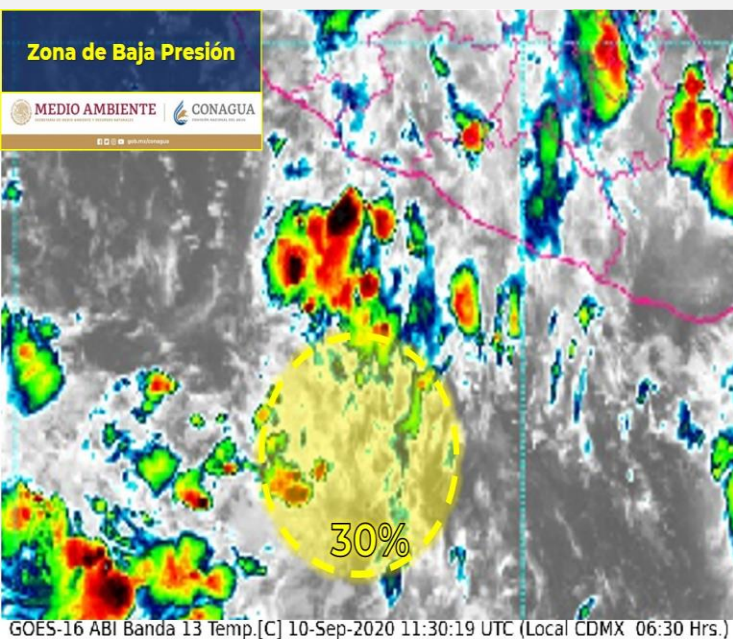 Zona de Baja Presión
MEDIO AMBIENTE
CONAGUA
30%
GOES-16 ABI Banda 13 Temp.[C] 10-Sep-2020 11:30:19 UTC (Local CDMX 06:30 Hrs.)